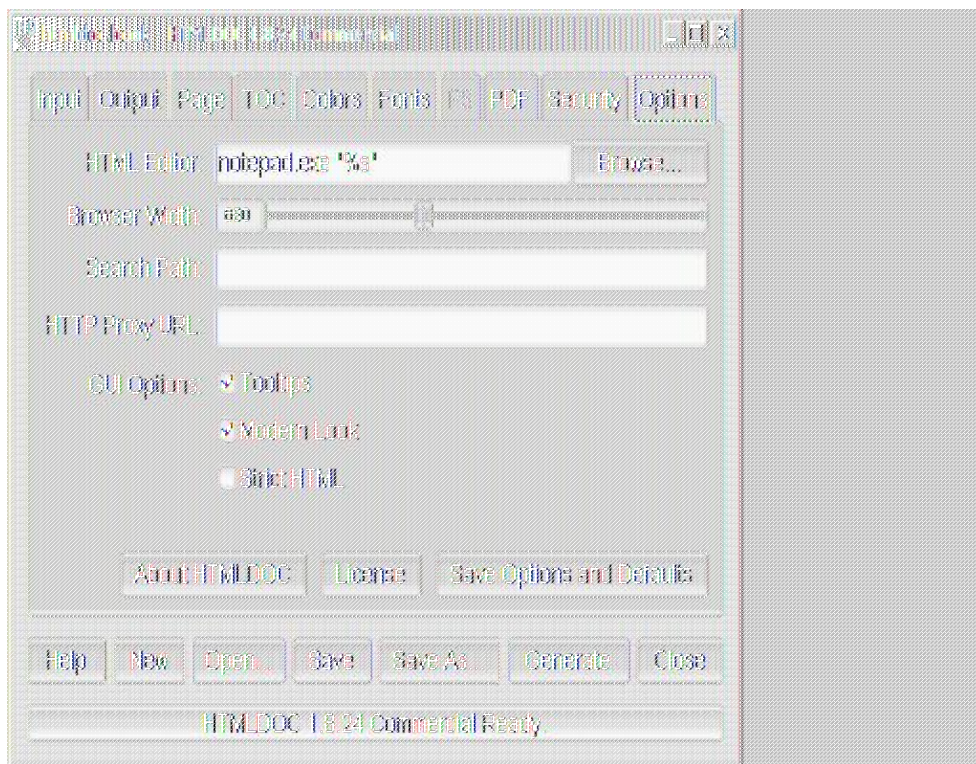 HTMLDOC 1.8.24 Commercial
Input Output Page TOC Colors Fonts PS PDF Security Options
HTML Editor: notepad.exe "%s" Browse...
Browser Width:
Search Path:
HTTP Proxy URL:
GUI Options: Tooltips
Modern Look
Strict HTML
About HTMLDOC License Save Options and Defaults
Help New Open... Save Save As... Generate Close
HTMLDOC 1.8.24 Commercial Ready.